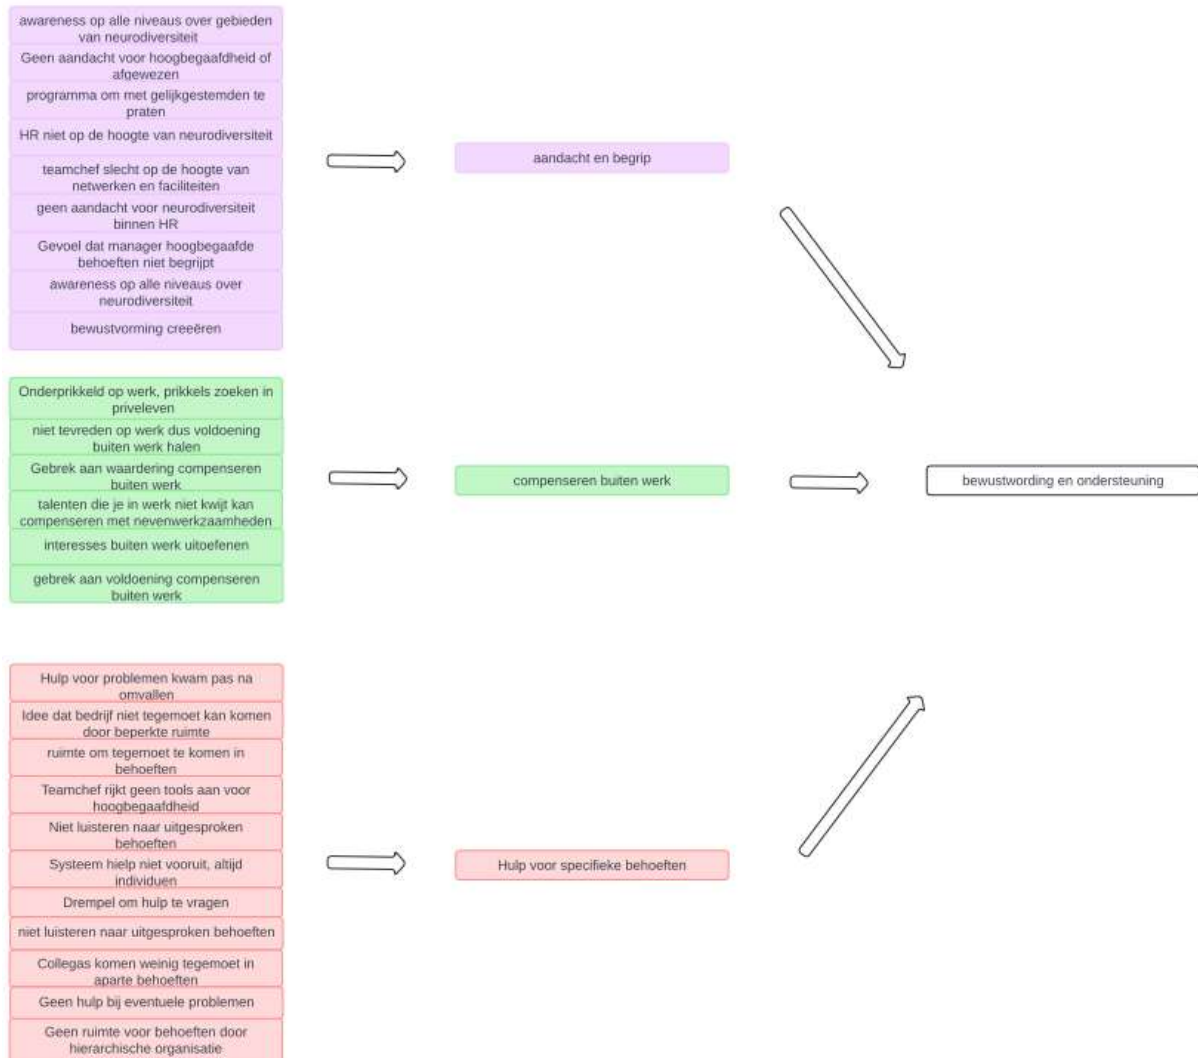 awareness op alle niveaus over gebieden
van neurodiversiteit
Geen aandacht voor hoogbegaafdheid of
afgewezen
programma om met gelijkgestemden te
praten
HR niet op de hoogte van neurodiversiteit
teamchef slecht op de hoogte van
netwerken en faciliteiten
geen aandacht voor neurodiversiteit
binnen HR
Gevoel dat manager hoogbegaafde
behoeften niet begrijpt
awareness op alle niveaus over
neurodiversiteit
bewustvorming creeëren
aandacht en begrip
Onderprikkeld op werk, prikkels zoeken in
priveleven
niet tevreden op werk dus voldoening
buiten werk halen
Gebrek aan waardering compenseren
buiten werk
talenten die je in werk niet kwijt kan
compenseren met nevenwerkzaamheden
interesses buiten werk uitoefenen
gebrek aan voldoening compenseren
buiten werk
compenseren buiten werk
bewustwording en ondersteuning
Hulp voor problemen kwam pas na
omvallen
Idee dat bedrijf niet tegemoet kan komen
door beperkte ruimte
ruimte om tegemoet te komen in
behoeften
Teamchef rijkt geen tools aan voor
hoogbegaafdheid
Niet luisteren naar uitgesproken
behoeften
Systeem hielp niet vooruit, altijd
individuen
Drempel om hulp te vragen
niet luisteren naar uitgesproken behoeften
Collegas komen weinig tegemoet in
aparte behoeften
Geen hulp bij eventuele problemen
Geen ruimte voor behoeften door
hierarchische organisatie
Hulp voor specifieke behoeften